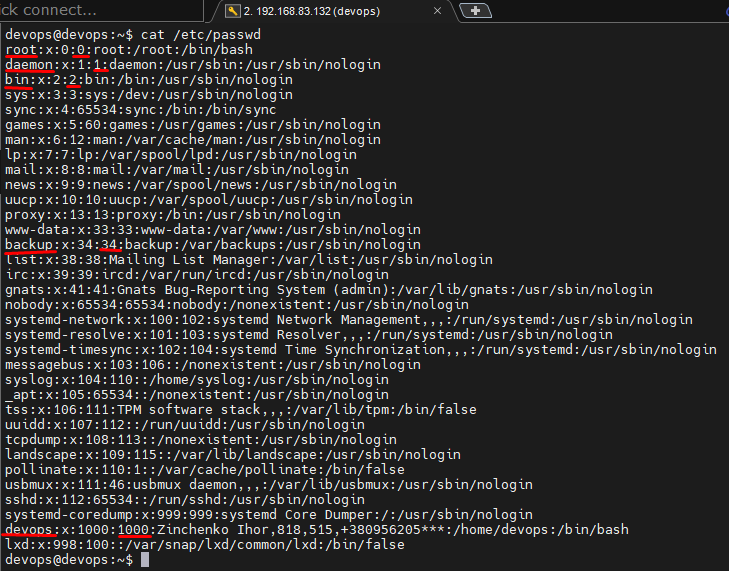 ck connect...
2. 192.168.83.132 (devops)
devops@devops:~$ cat /etc/passwd
root:x:0:0:root:/root:/bin/bash
daemon:x:1:1:daemon:/usr/sbin:/usr/sbin/nologin
bin:x:2:2:bin:/bin:/usr/sbin/nologin
sys:x:3:3:sys:/dev:/usr/sbin/nologin
sync:x:4:65534:sync:/bin:/bin/sync
games:x:5:60:games:/usr/games:/usr/sbin/nologin
man:x:6:12:man:/var/cache/man:/usr/sbin/nologin
lp:x:7:7:lp:/var/spool/lpd:/usr/sbin/nologin
mail:x:8:8:mail:/var/mail:/usr/sbin/nologin
news:x:9:9:news:/var/spool/news:/usr/sbin/nologin
uucp:x:10:10:uucp:/var/spool/uucp:/usr/sbin/nologin
proxy:x:13:13:proxy:/bin:/usr/sbin/nologin
www-data:x:33:33:www-data:/var/www:/usr/sbin/nologin
backup:x:34:34:backup:/var/backups:/usr/sbin/nologin
list:x:38:38:Mailing List Manager:/var/list:/usr/sbin/nologin
irc:x:39:39:ircd:/var/run/ircd:/usr/sbin/nologin
gnats:x:41:41:Gnats Bug-Reporting System (admin):/var/lib/gnats:/usr/sbin/nologin
nobody:x:65534:65534:nobody:/nonexistent:/usr/sbin/nologin
systemd-network:x:100:102:systemd Network Management,,,:/run/systemd:/usr/sbin/nologin
systemd-resolve:x:101:103:systemd Resolver,,,:/run/systemd:/usr/sbin/nologin
systemd-timesync:x:102:104:systemd Time Synchronization,,,:/run/systemd:/usr/sbin/nologin
messagebus:x:103:106::/nonexistent:/usr/sbin/nologin
syslog:x:104:110::/home/syslog:/usr/sbin/nologin
_apt:x:105:65534::/nonexistent:/usr/sbin/nologin
tss:x:106:111:TPM software stack,,,:/var/lib/tpm:/bin/false
uuidd:x:107:112::/run/uuidd:/usr/sbin/nologin
tcpdump:x:108:113::/nonexistent:/usr/sbin/nologin
landscape:x:109:115::/var/lib/landscape:/usr/sbin/nologin
pollinate:x:110:1::/var/cache/pollinate:/bin/false
usbmux:x:111:46:usbmux daemon,,,:/var/lib/usbmux:/usr/sbin/nologin
sshd:x:112:65534::/run/sshd:/usr/sbin/nologin
systemd-coredump:x:999:999:systemd Core Dumper:/:/usr/sbin/nologin
devops:x:1000:1000:Zinchenko Ihor,818,515,+380956205***:/home/devops:/bin/bash
lxd:x:998:100::/var/snap/lxd/common/lxd:/bin/false
devops@devops:~$